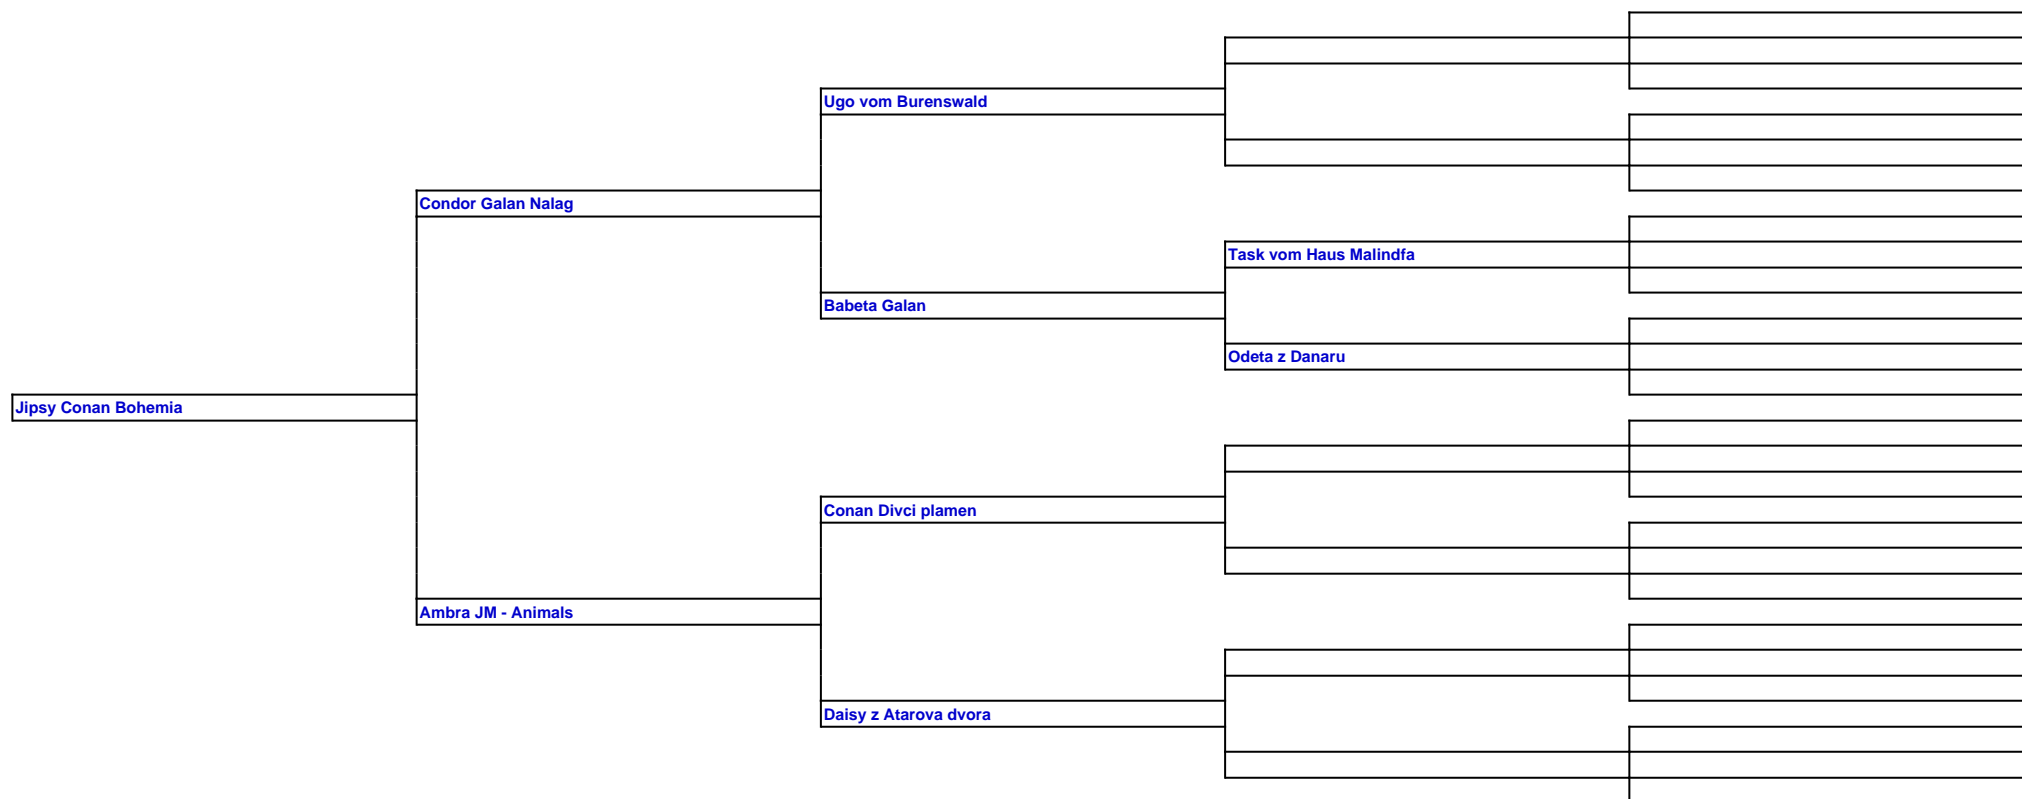 Ugo vom Burenswald
Condor Galan Nalag
Task vom Haus Malindfa
Babeta Galan
Odeta z Danaru
Jipsy Conan Bohemia
Conan Divci plamen
Ambra JM - Animals
Daisy z Atarova dvora